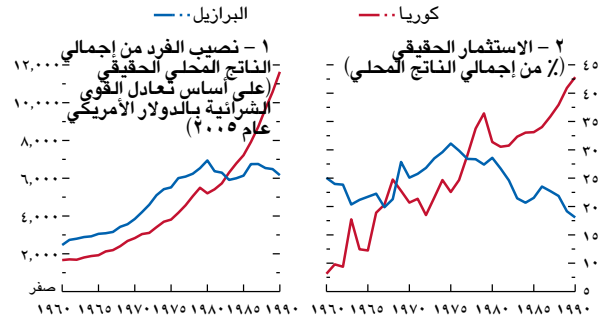 كوريا
البرازيل
١ – نصيب الفرد من إجمالي
الناتج المحلي الحقيقي
(على أساس تعادل القوى
الشرائية بالدولار الأمريكي
عام ٢٠٠٥)
١٢,٠٠٠
١٠,٠٠٠
٨,٠٠٠
٦,٠٠٠
٤,٠٠٠
٢,٠٠٠
صفر
١٩٦٠ ١٩٦٥ ١٩٧٠ ١٩٧٥ ١٩٨٠ ١٩٨٥ ١٩٩٠
٢ – الاستثمار الحقيقي
(٪ من إجمالي الناتج المحلي)
٤٥
٤٠
٣٥
٣٠
٢٥
٢٠
١٥
١٠
٥
١٩٦٠ ١٩٦٥ ١٩٧٠ ١٩٧٥ ١٩٨٠ ١٩٨٥ ١٩٩٠